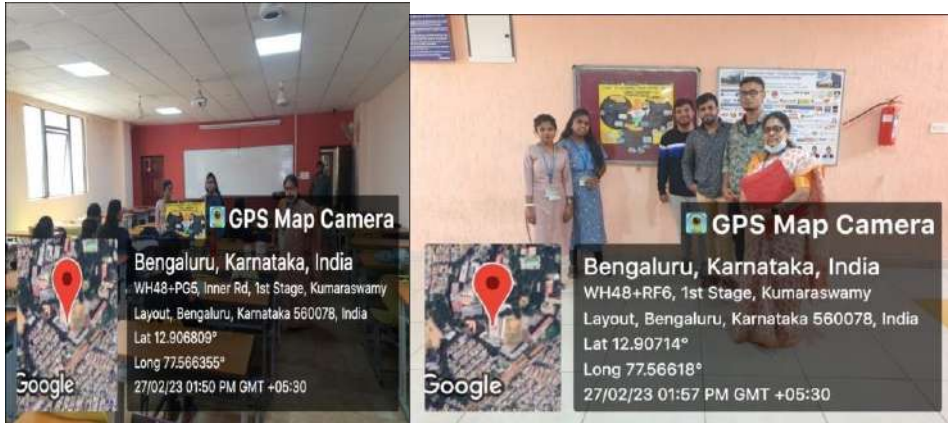 GPS Map Camera
Bengaluru, Karnataka, India
WH48+PG5, Inner Rd, 1st Stage, Kumaraswamy
Layout, Bengaluru, Karnataka 560078, India
Lat 12.906809°
Long 77.566355°
27/02/23 01:50 PM GMT +05:30
Google
GPS Map Camera
Bengaluru, Karnataka, India
WH48+RF6, 1st Stage, Kumaraswamy
Layout, Bengaluru, Karnataka 560078, India
Lat 12.90714°
Long 77.56618°
27/02/23 01:57 PM GMT +05:30
Google